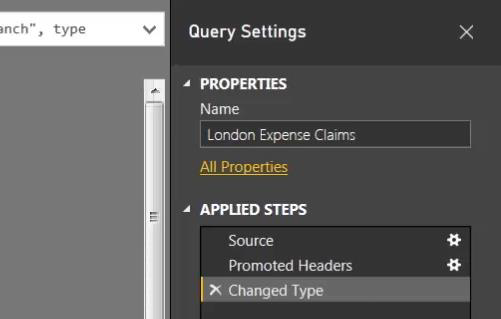 anch", type
Query Settings
PROPERTIES
Name
London Expense Claims
All Properties
APPLIED STEPS
Source
Promoted Headers
Changed Type